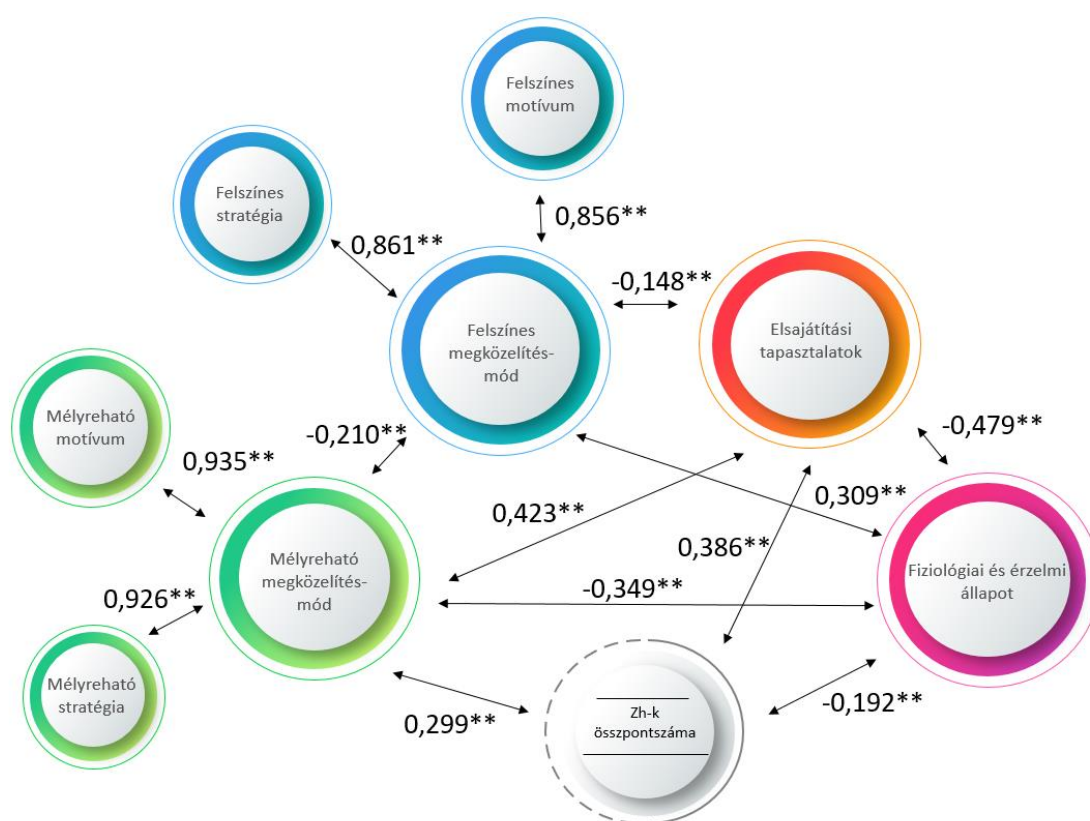 Felszínes
motívum
Felszínes
stratégia
0,856**
0,861**
-0,148**
Felszínes
megközelítés-
mód
Elsajátítási
tapasztalatok
Mélyreható
motívum
-0,210**
-0,479**
0,935**
0,309**
0,423**
0,386**
Mélyreható
megközelítés-
mód
Fiziológiai és érzelmi
állapot
-0,349**
0,926**
Mélyreható
stratégia
-0,192**
0,299**
Zh-k
összpontszáma